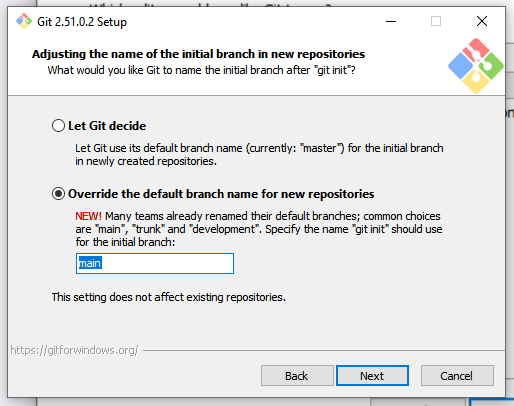 Git 2.51.0.2 Setup
Adjusting the name of the initial branch in new repositories
What would you like Git to name the initial branch after "git init"?
Let Git decide
Let Git use its default branch name (currently: "master") for the initial branch
in newly created repositories.
Override the default branch name for new repositories
NEW! Many teams already renamed their default branches; common choices
are "main", "trunk" and "development". Specify the name "git init" should use
for the initial branch:
main
This setting does not affect existing repositories.
https://gitforwindows.org/
Back
Next
Cancel